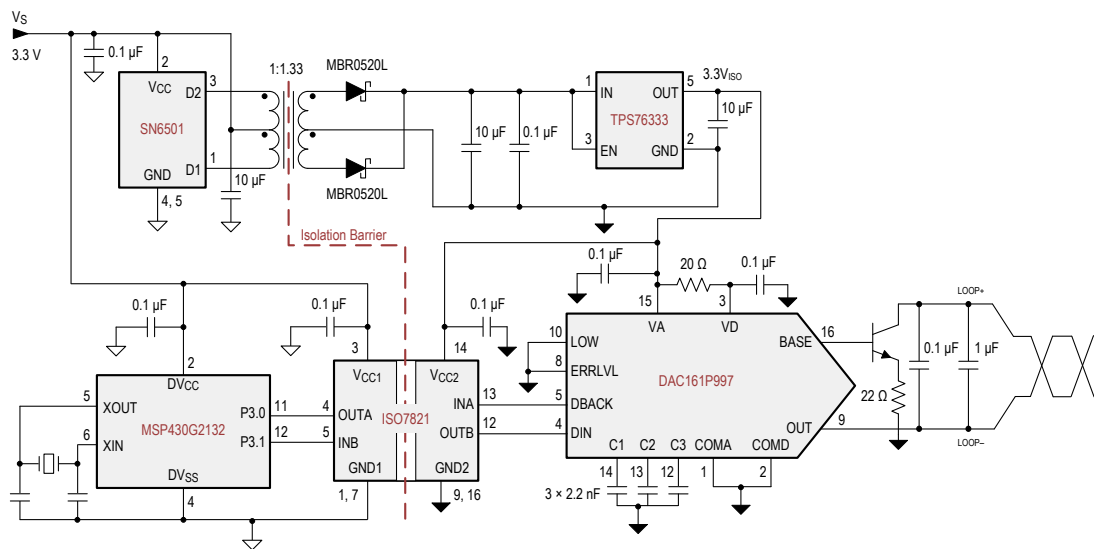 VS
3.3 V
0.1 µF
2
VCC
3
D2
SN6501
1
D1
GND
4, 5
10 µF
1:1.33
MBR0520L
MBR0520L
10 µF
0.1 µF
1
IN
OUT
5
TPS76333
3
EN
GND
2
3.3VISO
10 µF
Isolation Barrier
0.1 µF
2
DVCC
5
XOUT
6
XIN
MSP430G2132
P3.0
11
P3.1
12
DVSS
4
0.1 µF
3
VCC1
4
OUTA
5
INB
GND1
1, 7
ISO7821
0.1 µF
14
VCC2
INA
13
OUTB
12
GND2
9, 16
0.1 µF
20 Ω
0.1 µF
15
3
VA
VD
10
LOW
8
ERRLVL
5
DBACK
4
DIN
DAC161P997
BASE
16
OUT
9
C1
C2
C3
COMA
COMD
14
13
12
1
2
3 × 2.2 nF
22 Ω
0.1 µF
1 µF
LOOP+
LOOP–